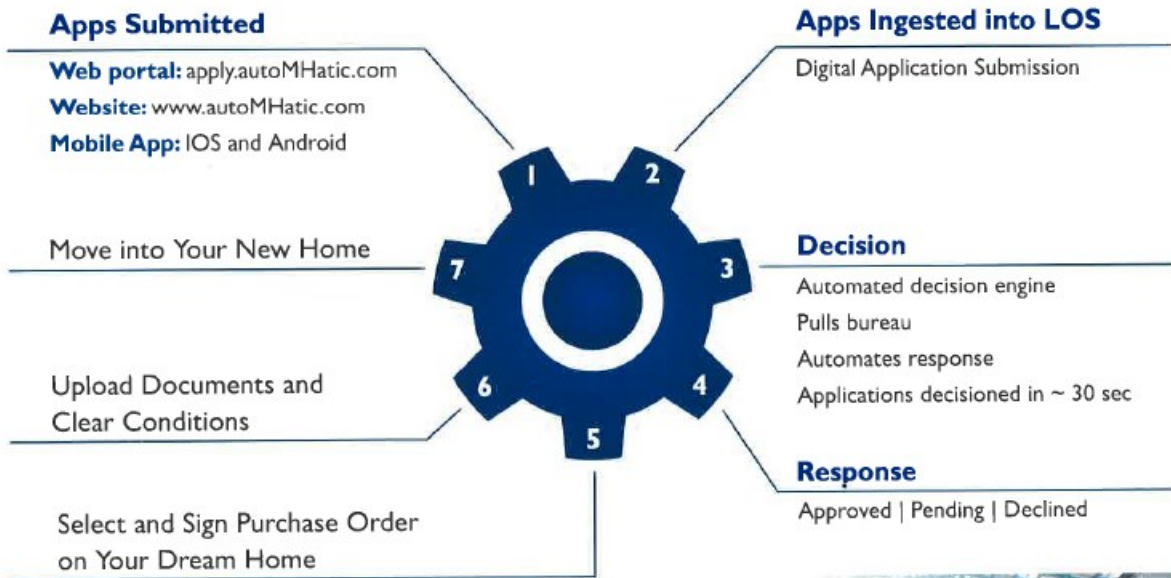 Apps Submitted
Web portal: apply.autoMHatic.com
Website: www.autoMHatic.com
Mobile App: IOS and Android
1
Apps Ingested into LOS
Digital Application Submission
2
Decision
Automated decision engine
Pulls bureau
Automates response
Applications decisioned in ~ 30 sec
3
Response
Approved | Pending | Declined
4
Select and Sign Purchase Order
on Your Dream Home
5
Upload Documents and
Clear Conditions
6
Move into Your New Home
7